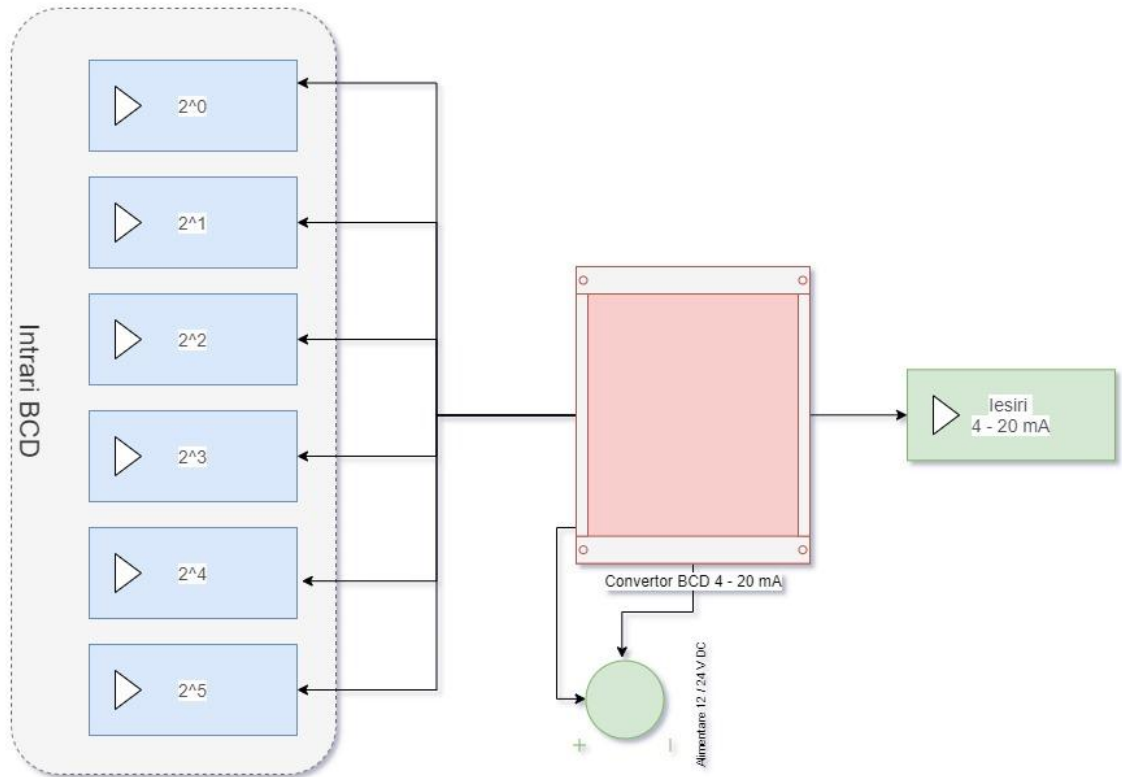 Intrari BCD
2^0
2^1
2^2
2^3
2^4
2^5
Convertor BCD 4 - 20 mA
Iesiri
4 - 20 mA
Alimentare 12 / 24 V DC
+
-